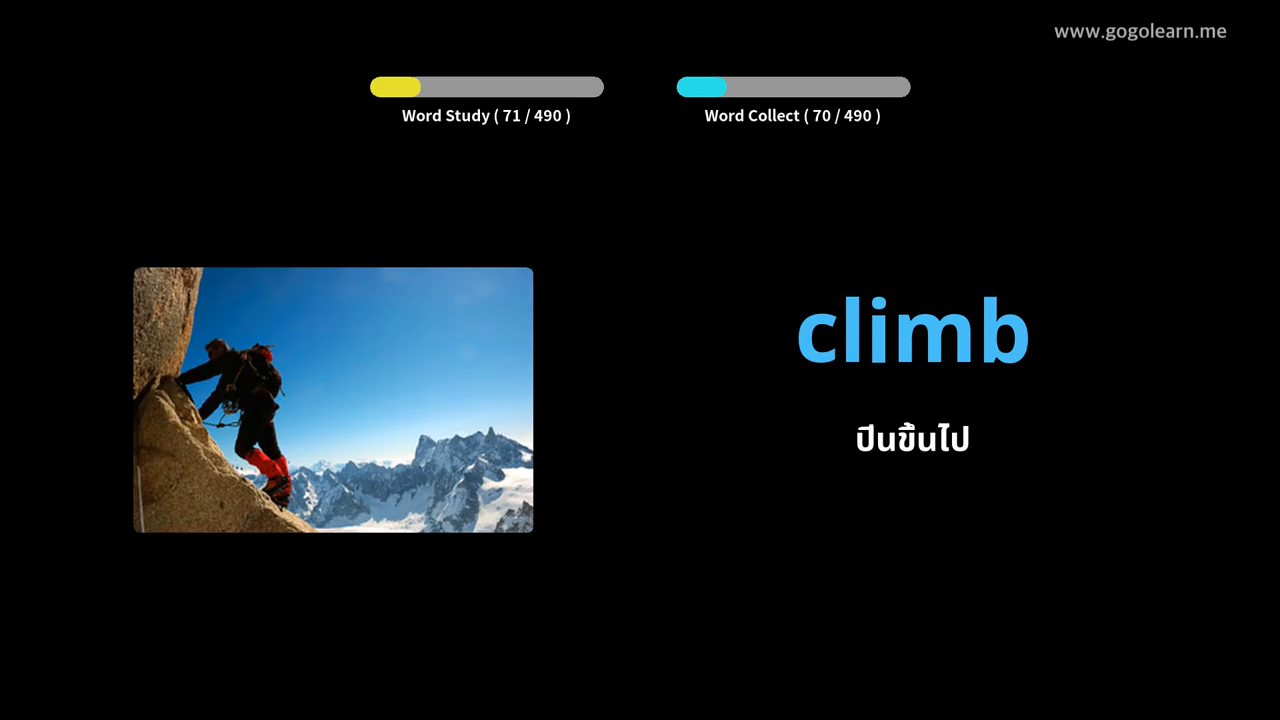 www.gogolearn.me
Word Study ( 71 / 490 )
Word Collect ( 70 / 490 )
climb
ปีนขึ้นไป